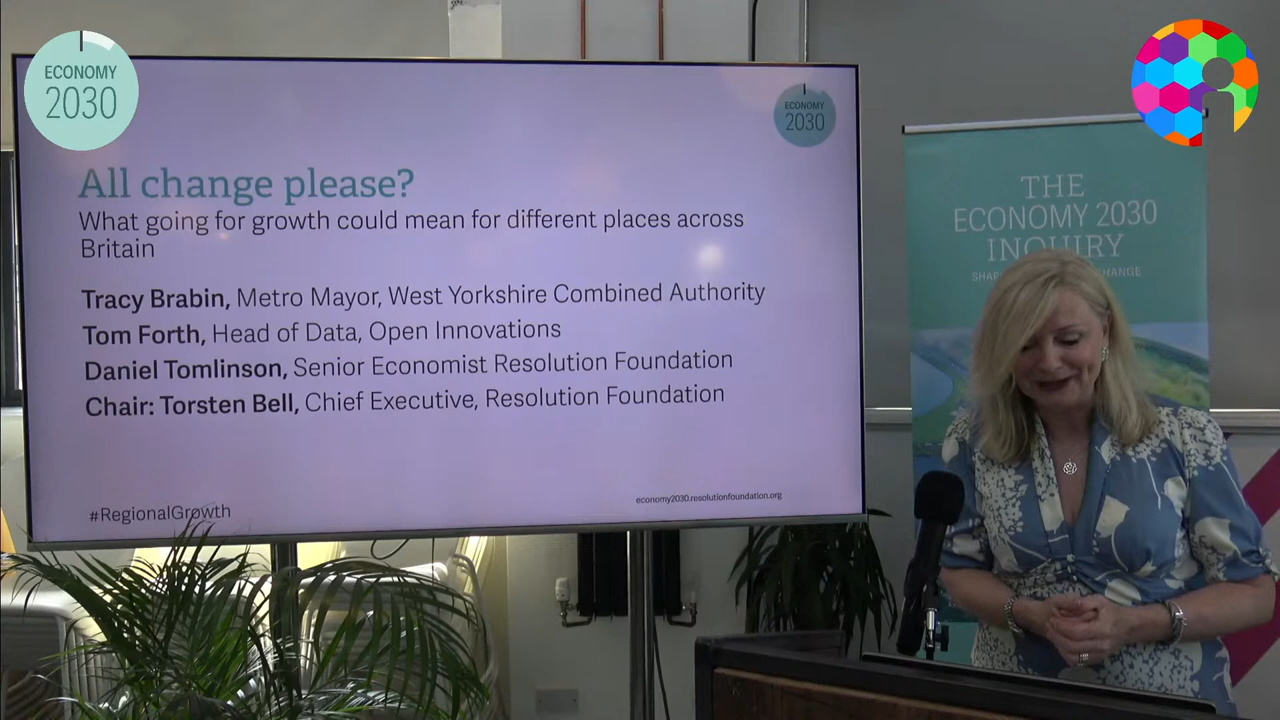 ECONOMY
2030
ECONOMY
2030
All change please?
What going for growth could mean for different places across
Britain
Tracy Brabin, Metro Mayor, West Yorkshire Combined Authority
Tom Forth, Head of Data, Open Innovations
Daniel Tomlinson, Senior Economist Resolution Foundation
Chair: Torsten Bell, Chief Executive, Resolution Foundation
#RegionalGrowth
economy2030.resolutionfoundation.org
THE
ECONOMY 2030
INQUIRY